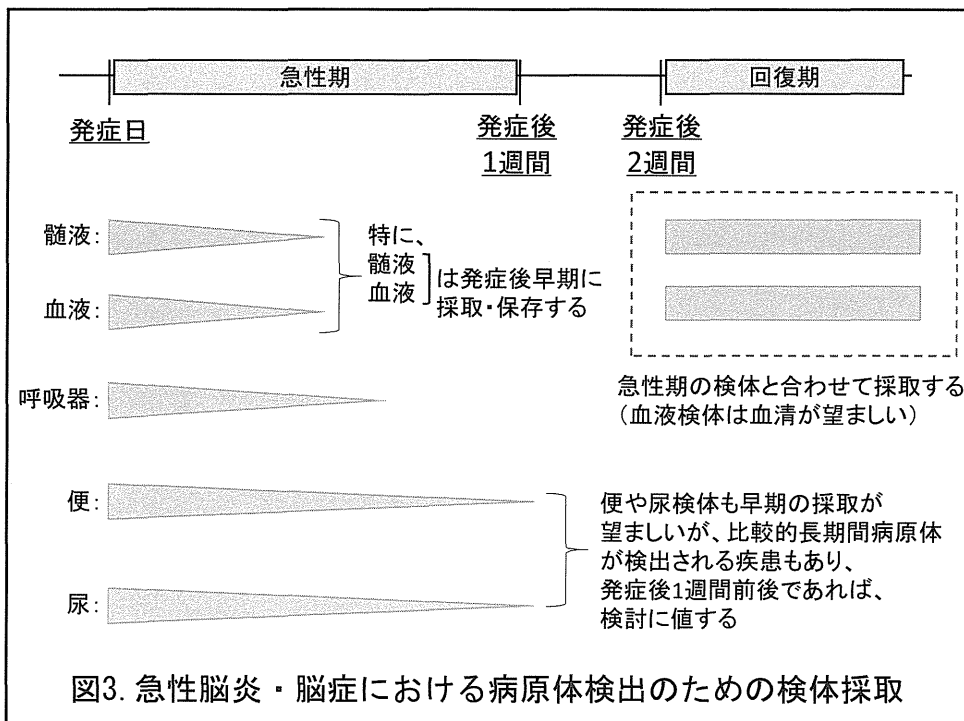 急性期
回復期
発症日
発症後
1週間
発症後
2週間
髄液:
血液:
特に、
髄液
血液
は発症後早期に
採取・保存する
急性期の検体と合わせて採取する
(血液検体は血清が望ましい)
呼吸器:
便:
尿:
便や尿検体も早期の採取が
望ましいが、比較的長期間病原体
が検出される疾患もあり、
発症後1週間前後であれば、
検討に値する
図3. 急性脳炎・脳症における病原体検出のための検体採取